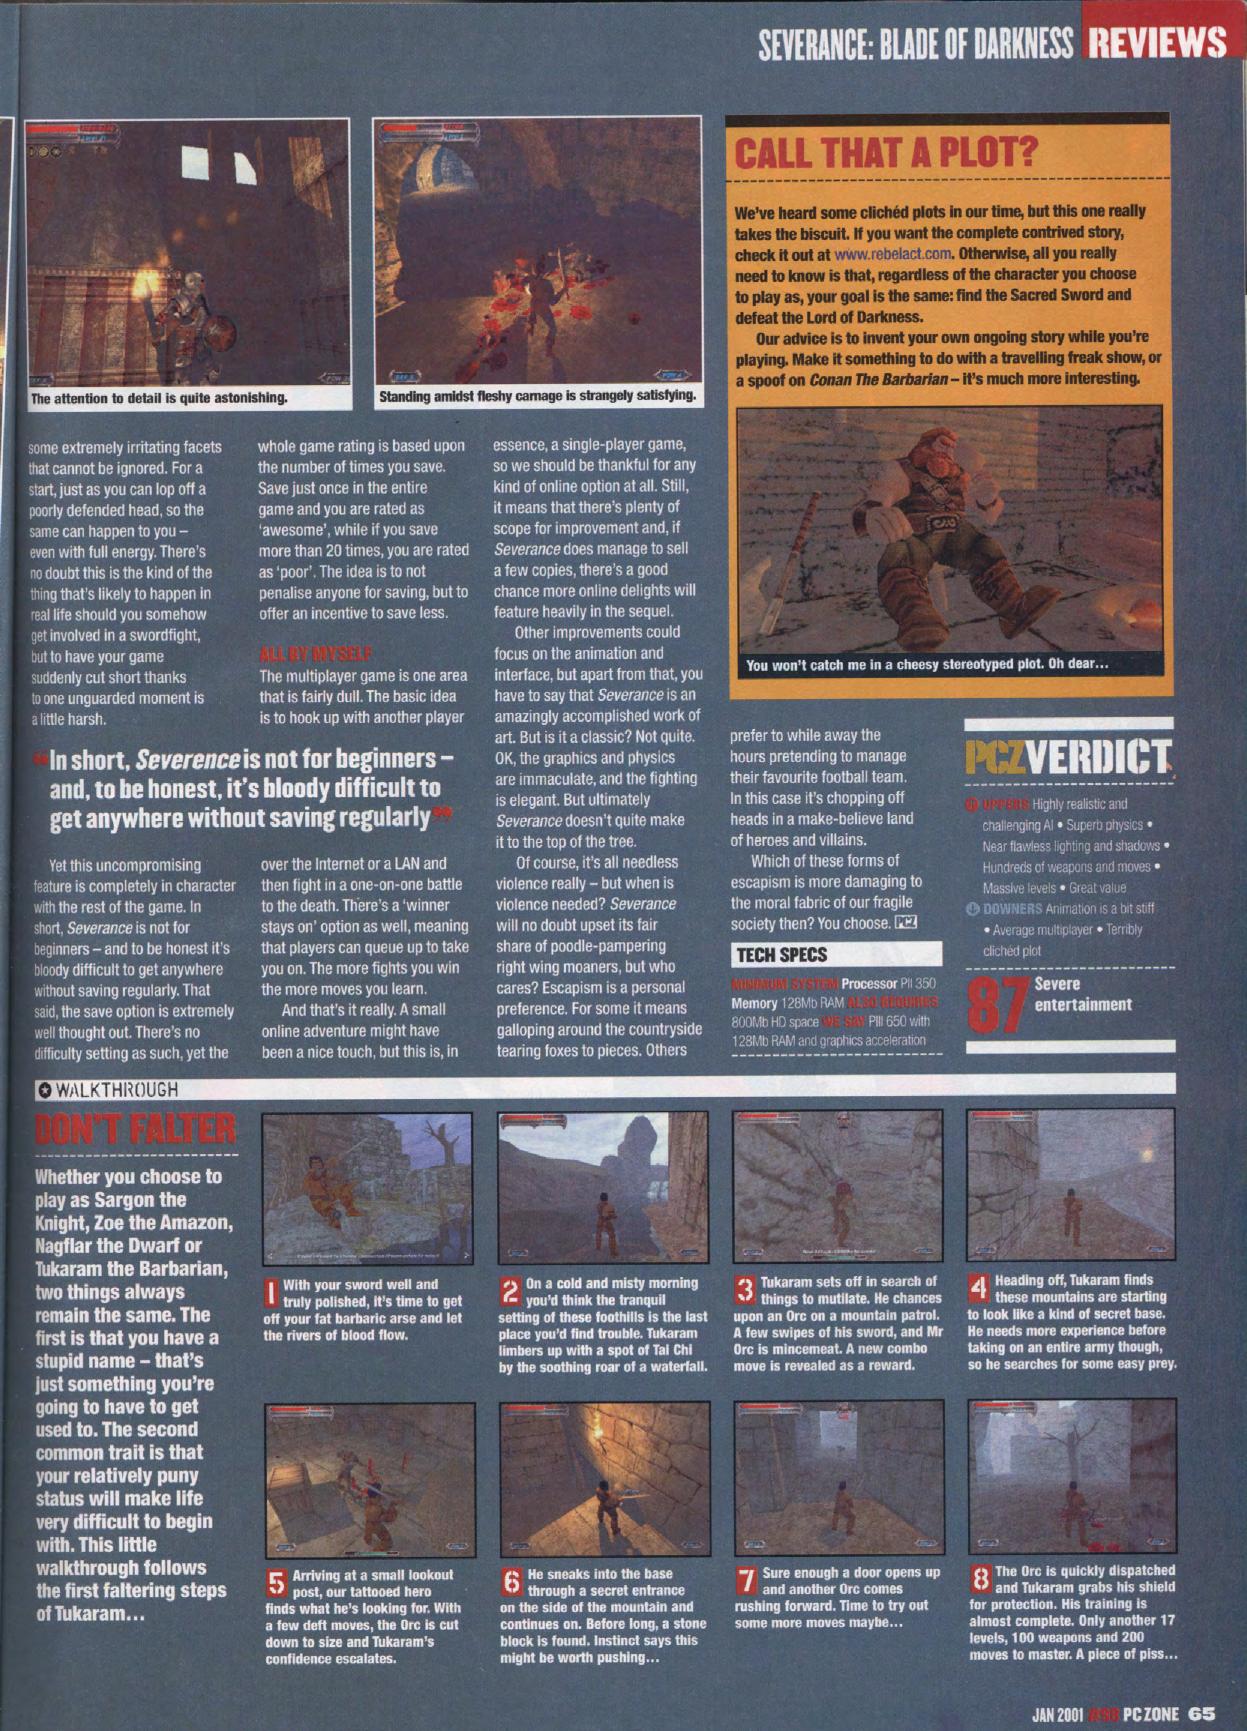 SEVERANCE: BLADE OF DARKNESS REVIEWS
The attention to detail is quite astonishing.
Standing amidst fleshy carnage is strangely satisfying.
some extremely irritating facets
that cannot be ignored. For a
start, just as you can lop off a
poorly defended head, so the
same can happen to you –
even with full energy. There's
no doubt this is the kind of the
thing that's likely to happen in
real life should you somehow
get involved in a swordfight,
but to have your game
suddenly cut short thanks
to one unguarded moment is
a little harsh.
"In short, Severence is not for beginners –
and, to be honest, it's bloody difficult to
get anywhere without saving regularly"
Yet this uncompromising
feature is completely in character
with the rest of the game. In
short, Severance is not for
beginners – and to be honest it's
bloody difficult to get anywhere
without saving regularly. That
said, the save option is extremely
well thought out. There's no
difficulty setting as such, yet the
whole game rating is based upon
the number of times you save.
Save just once in the entire
game and you are rated as
'awesome', while if you save
more than 20 times, you are rated
as 'poor'. The idea is to not
penalise anyone for saving, but to
offer an incentive to save less.
ALL BY MYSELF
The multiplayer game is one area
that is fairly dull. The basic idea
is to hook up with another player
over the Internet or a LAN and
then fight in a one-on-one battle
to the death. There's a 'winner
stays on' option as well, meaning
that players can queue up to take
you on. The more fights you win
the more moves you learn.
And that's it really. A small
online adventure might have
been a nice touch, but this is, in
essence, a single-player game,
so we should be thankful for any
kind of online option at all. Still,
it means that there's plenty of
scope for improvement and, if
Severance does manage to sell
a few copies, there's a good
chance more online delights will
feature heavily in the sequel.
Other improvements could
focus on the animation and
interface, but apart from that, you
have to say that Severance is an
amazingly accomplished work of
art. But is it a classic? Not quite.
OK, the graphics and physics
are immaculate, and the fighting
is elegant. But ultimately
Severance doesn't quite make
it to the top of the tree.
Of course, it's all needless
violence really – but when is
violence needed? Severance
will no doubt upset its fair
share of poodle-pampering
right wing moaners, but who
cares? Escapism is a personal
preference. For some it means
galloping around the countryside
tearing foxes to pieces. Others
prefer to while away the
hours pretending to manage
their favourite football team.
In this case it's chopping off
heads in a make-believe land
of heroes and villains.
Which of these forms of
escapism is more damaging to
the moral fabric of our fragile
society then? You choose. PCZ
CALL THAT A PLOT?
We've heard some clichéd plots in our time, but this one really
takes the biscuit. If you want the complete contrived story,
check it out at www.rebelact.com. Otherwise, all you really
need to know is that, regardless of the character you choose
to play as, your goal is the same: find the Sacred Sword and
defeat the Lord of Darkness.
Our advice is to invent your own ongoing story while you're
playing. Make it something to do with a travelling freak show, or
a spoof on Conan The Barbarian – it's much more interesting.
You won't catch me in a cheesy stereotyped plot. Oh dear...
TECH SPECS
MINIMUM SYSTEM Processor PII 350
Memory 128Mb RAM ALSO REQUIRES
800Mb HD space WE SAY PIII 650 with
128Mb RAM and graphics acceleration
PCZVERDICT
UPPERS Highly realistic and
challenging AI • Superb physics •
Near flawless lighting and shadows •
Hundreds of weapons and moves •
Massive levels • Great value
DOWNERS Animation is a bit stiff
• Average multiplayer • Terribly
clichéd plot
87 Severe
entertainment
WALKTHROUGH
DON'T FALTER
Whether you choose to
play as Sargon the
Knight, Zoe the Amazon,
Nagflar the Dwarf or
Tukaram the Barbarian,
two things always
remain the same. The
first is that you have a
stupid name – that's
just something you're
going to have to get
used to. The second
common trait is that
your relatively puny
status will make life
very difficult to begin
with. This little
walkthrough follows
the first faltering steps
of Tukaram...
1 With your sword well and
truly polished, it's time to get
off your fat barbaric arse and let
the rivers of blood flow.
2 On a cold and misty morning
you'd think the tranquil
setting of these foothills is the last
place you'd find trouble. Tukaram
limbers up with a spot of Tai Chi
by the soothing roar of a waterfall.
3 Tukaram sets off in search of
things to mutilate. He chances
upon an Orc on a mountain patrol.
A few swipes of his sword, and Mr
Orc is mincemeat. A new combo
move is revealed as a reward.
4 Heading off, Tukaram finds
these mountains are starting
to look like a kind of secret base.
He needs more experience before
taking on an entire army though,
so he searches for some easy prey.
5 Arriving at a small lookout
post, our tattooed hero
finds what he's looking for. With
a few deft moves, the Orc is cut
down to size and Tukaram's
confidence escalates.
6 He sneaks into the base
through a secret entrance
on the side of the mountain and
continues on. Before long, a stone
block is found. Instinct says this
might be worth pushing...
7 Sure enough a door opens up
and another Orc comes
rushing forward. Time to try out
some more moves maybe...
8 The Orc is quickly dispatched
and Tukaram grabs his shield
for protection. His training is
almost complete. Only another 17
levels, 100 weapons and 200
moves to master. A piece of piss...
JAN 2001 #98 PCZONE 65